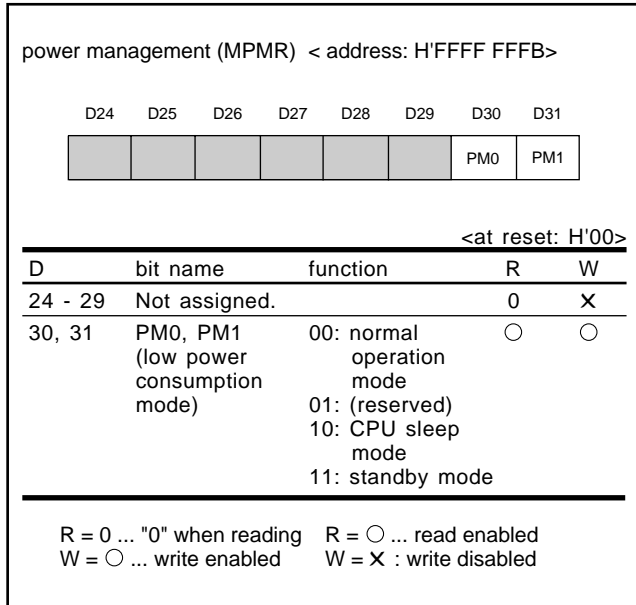 power management (MPMR) < address: H'FFFF FFFB>
D24 D25 D26 D27 D28 D29 D30 D31
PM0 PM1
<at reset: H'00>
D bit name function R W
24 - 29 Not assigned. 0 ×
30, 31 PM0, PM1 00: normal ○ ○
(low power operation
consumption mode
mode) 01: (reserved)
10: CPU sleep
mode
11: standby mode
R = 0 ... "0" when reading R = ○ ... read enabled
W = ○ ... write enabled W = × : write disabled